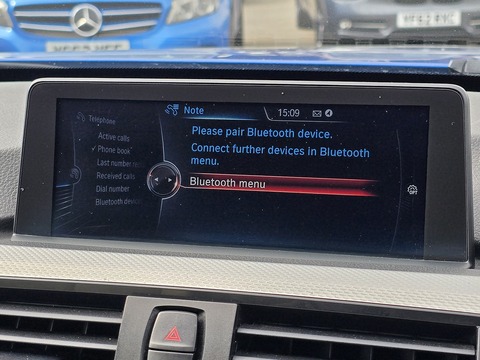 Note
15:09
Telephone
Active calls
Phone book
Last number
Received calls
Dial number
Bluetooth
Please pair Bluetooth device.
Connect further devices in Bluetooth
menu.
Bluetooth menu